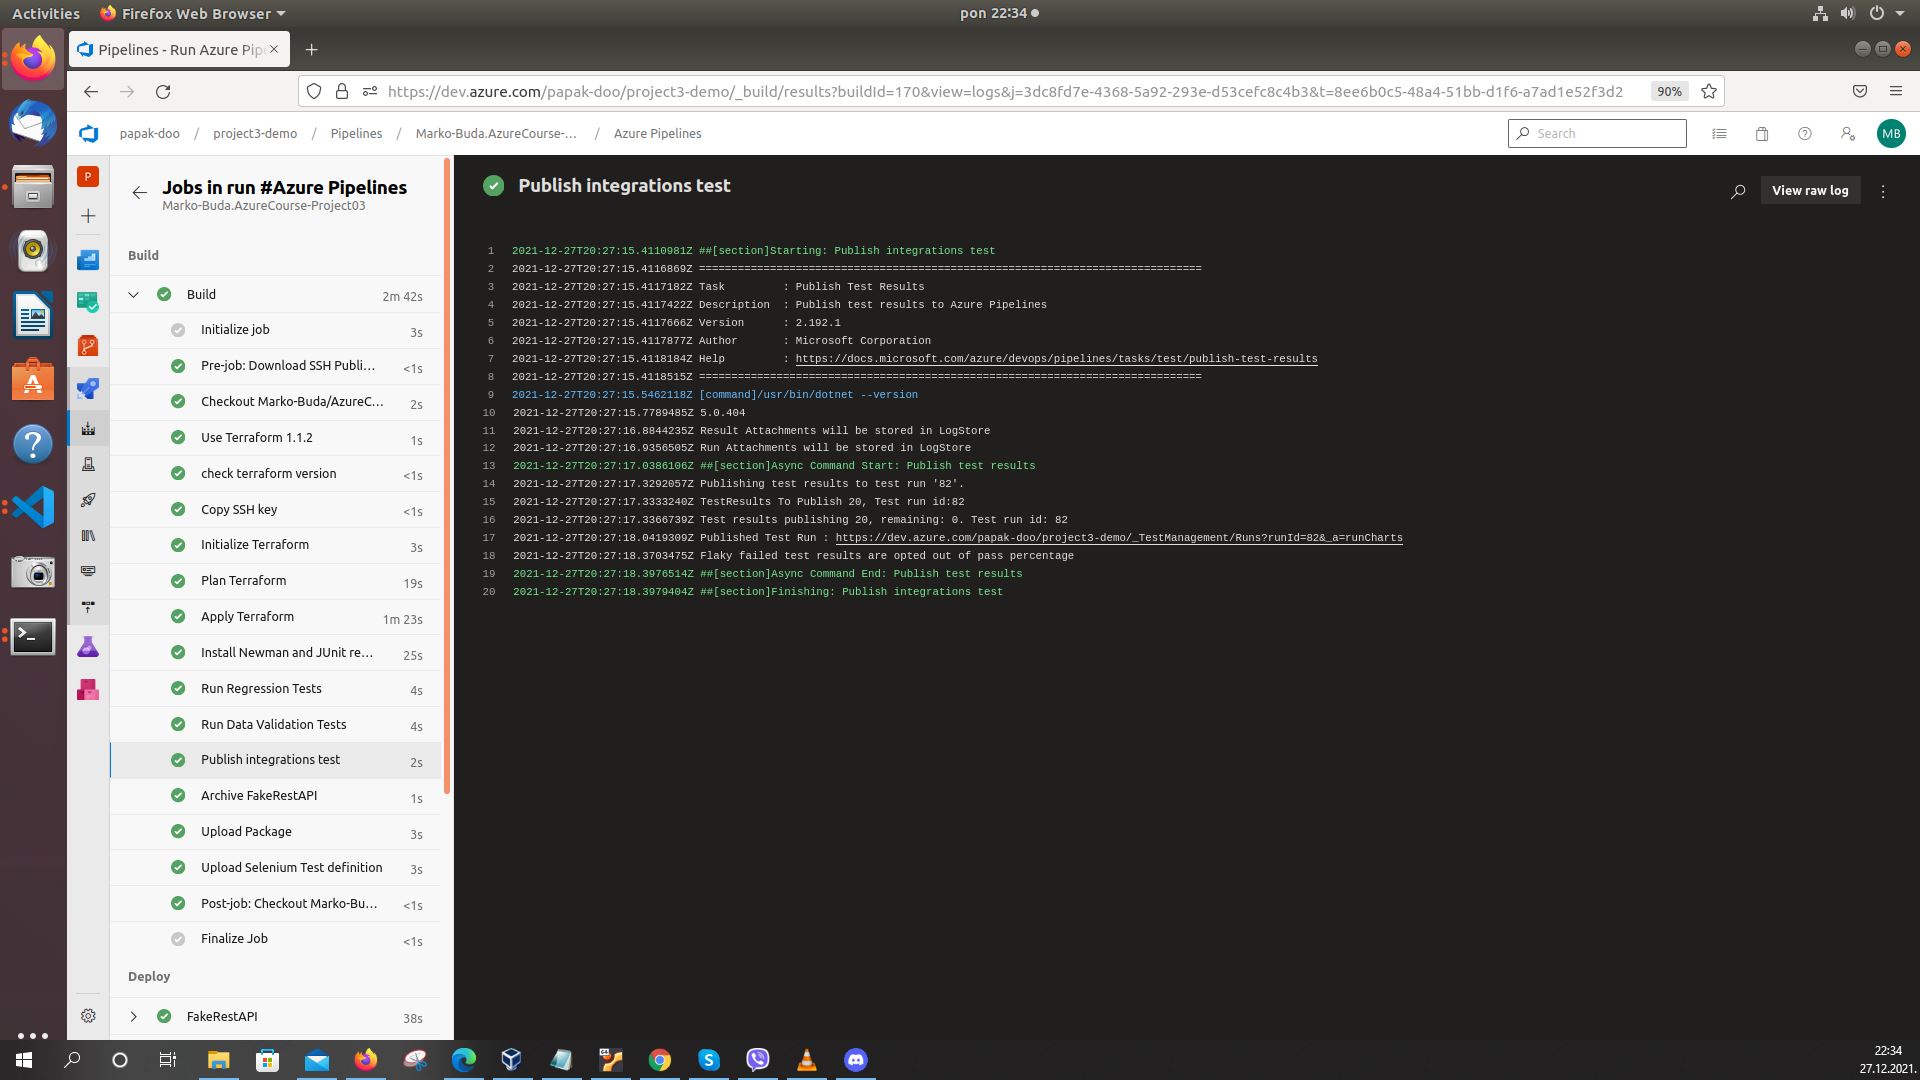 Activities
Firefox Web Browser
pon 22:34
Pipelines - Run Azure Pip
https://dev.azure.com/papak-doo/project3-demo/_build/results?buildId=170&view=logs&j=3dc8fd7e-4368-5a92-293e-d53cefc8c4b3&t=8ee6b0c5-48a4-51bb-d1f6-a7ad1e52f3d2
90%
papak-doo / project3-demo / Pipelines / Marko-Buda.AzureCourse-... / Azure Pipelines
Search
MB
P
Jobs in run #Azure Pipelines
Marko-Buda.AzureCourse-Project03
Build
Build 2m 42s
Initialize job 3s
Pre-job: Download SSH Publi... <1s
Checkout Marko-Buda/AzureC... 2s
Use Terraform 1.1.2 1s
check terraform version <1s
Copy SSH key <1s
Initialize Terraform 3s
Plan Terraform 19s
Apply Terraform 1m 23s
Install Newman and JUnit re... 25s
Run Regression Tests 4s
Run Data Validation Tests 4s
Publish integrations test 2s
Archive FakeRestAPI 1s
Upload Package 3s
Upload Selenium Test definition 3s
Post-job: Checkout Marko-Bu... <1s
Finalize Job <1s
Deploy
FakeRestAPI 38s
Publish integrations test
View raw log
1 2021-12-27T20:27:15.4110981Z ##[section]Starting: Publish integrations test
2 2021-12-27T20:27:15.4116869Z ==============================================================================
3 2021-12-27T20:27:15.4117182Z Task : Publish Test Results
4 2021-12-27T20:27:15.4117422Z Description : Publish test results to Azure Pipelines
5 2021-12-27T20:27:15.4117666Z Version : 2.192.1
6 2021-12-27T20:27:15.4117877Z Author : Microsoft Corporation
7 2021-12-27T20:27:15.4118184Z Help : https://docs.microsoft.com/azure/devops/pipelines/tasks/test/publish-test-results
8 2021-12-27T20:27:15.4118515Z ==============================================================================
9 2021-12-27T20:27:15.5462118Z [command]/usr/bin/dotnet --version
10 2021-12-27T20:27:15.7789485Z 5.0.404
11 2021-12-27T20:27:16.8844235Z Result Attachments will be stored in LogStore
12 2021-12-27T20:27:16.9356505Z Run Attachments will be stored in LogStore
13 2021-12-27T20:27:17.0386106Z ##[section]Async Command Start: Publish test results
14 2021-12-27T20:27:17.3292057Z Publishing test results to test run '82'.
15 2021-12-27T20:27:17.3333240Z TestResults To Publish 20, Test run id:82
16 2021-12-27T20:27:17.3366739Z Test results publishing 20, remaining: 0. Test run id: 82
17 2021-12-27T20:27:18.0419309Z Published Test Run : https://dev.azure.com/papak-doo/project3-demo/_TestManagement/Runs?runId=82&_a=runCharts
18 2021-12-27T20:27:18.3703475Z Flaky failed test results are opted out of pass percentage
19 2021-12-27T20:27:18.3976514Z ##[section]Async Command End: Publish test results
20 2021-12-27T20:27:18.3979404Z ##[section]Finishing: Publish integrations test
22:34
27.12.2021.